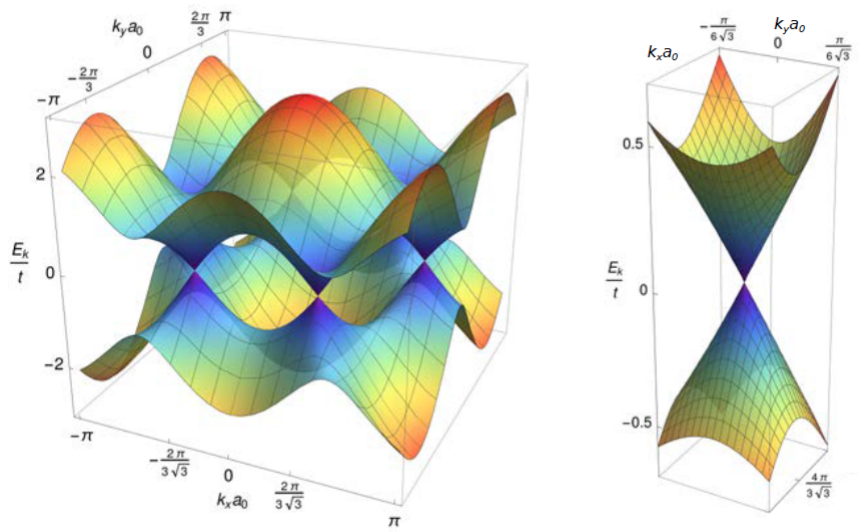 k_y a_0
-π
-2π/3
0
2π/3
π
2
E_k/t
0
-2
-π
-2π/(3√3)
0
2π/(3√3)
π
k_x a_0
k_x a_0
-π/(6√3)
k_y a_0
0
π/(6√3)
0.5
E_k/t
0
-0.5
4π/(3√3)